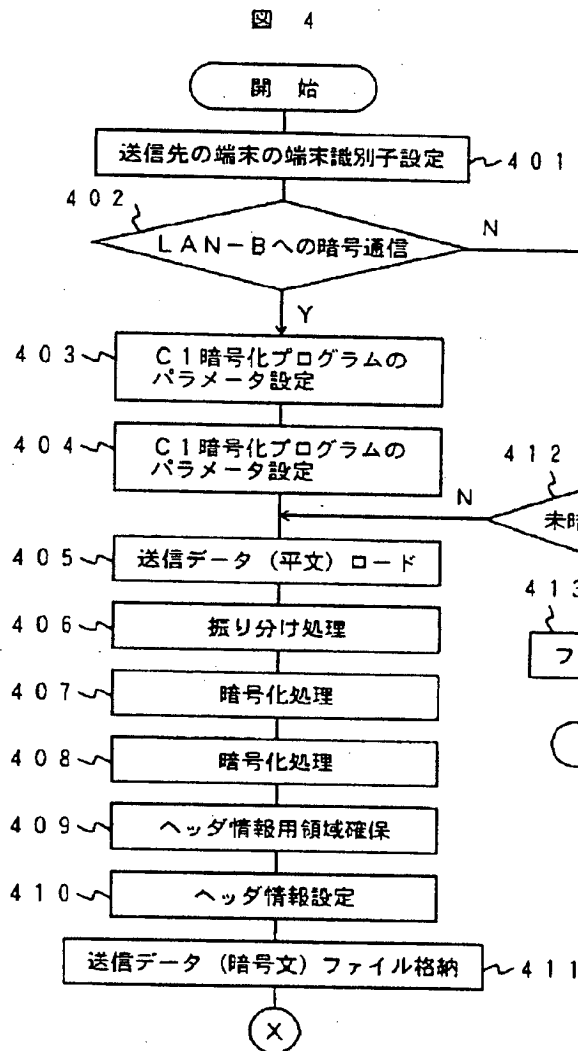 図 4
開 始
送信先の端末の端末識別子設定
401
402
LAN-Bへの暗号通信
N
Y
403
C1暗号化プログラムの
パラメータ設定
404
C1暗号化プログラムの
パラメータ設定
412
N
未暗
405
送信データ (平文) ロード
413
406
振り分け処理
フ
407
暗号化処理
408
暗号化処理
409
ヘッダ情報用領域確保
410
ヘッダ情報設定
送信データ (暗号文) ファイル格納
411
X